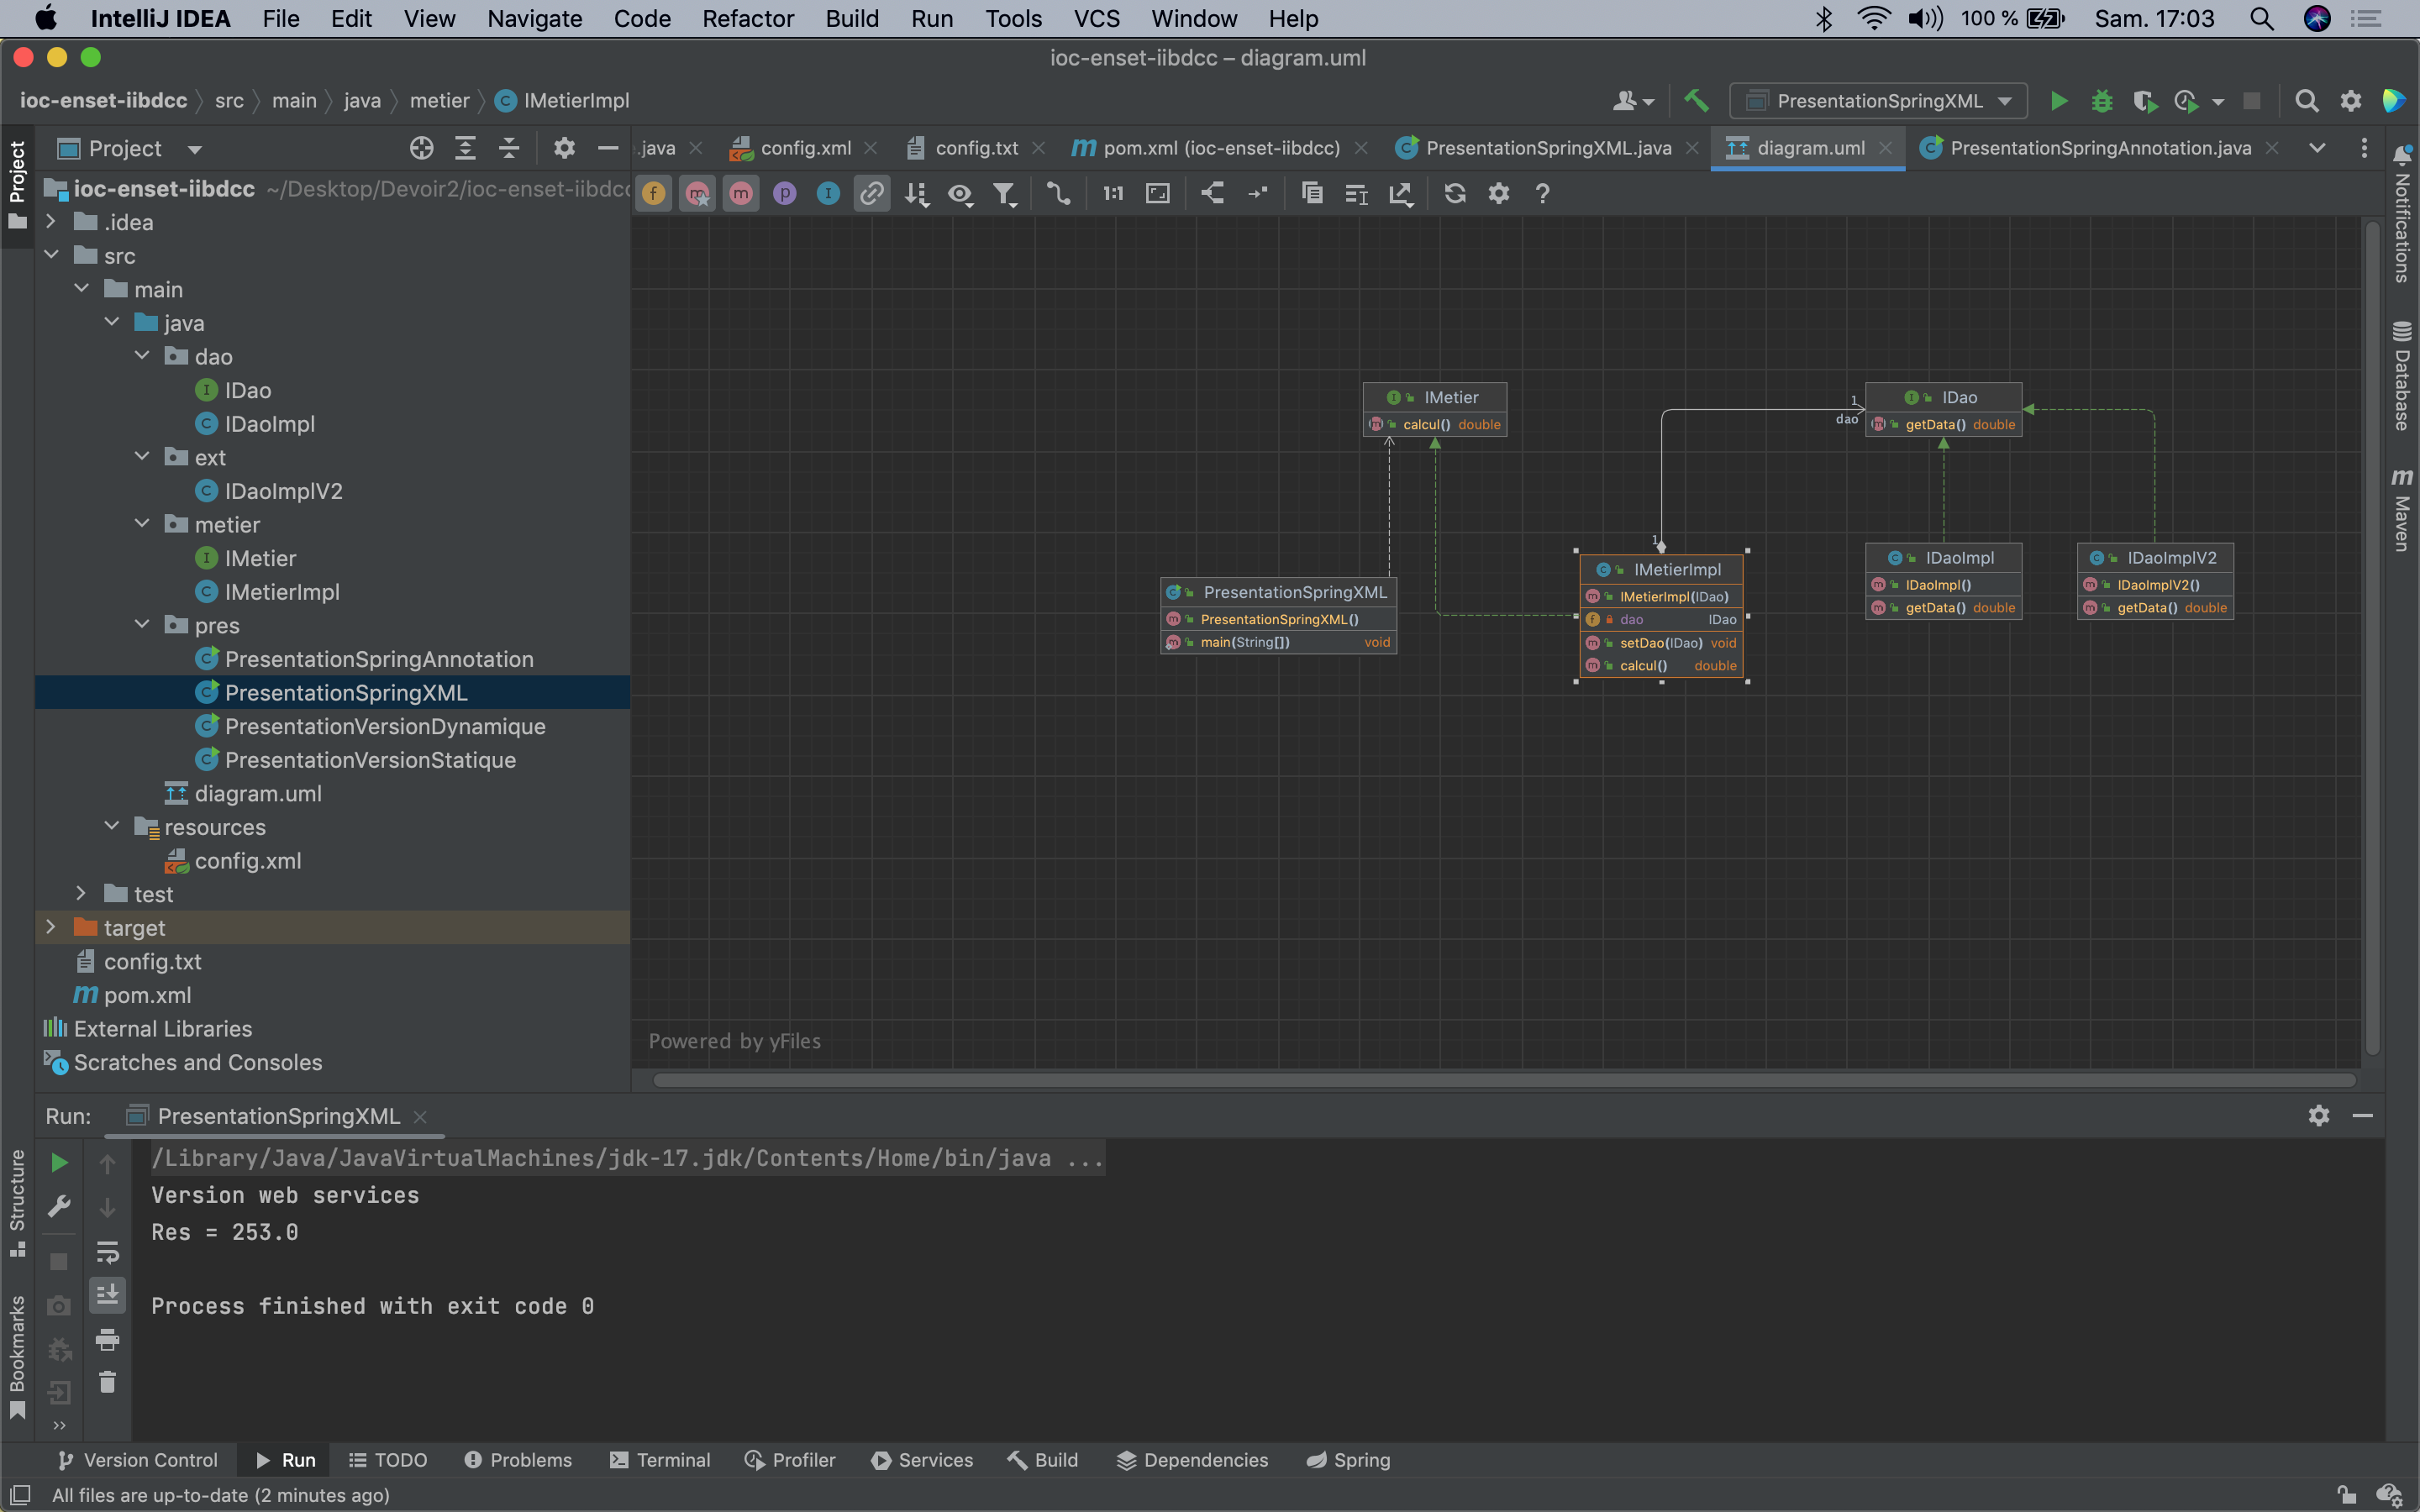 IntelliJ IDEA File Edit View Navigate Code Refactor Build Run Tools VCS Window Help 100 % Sam. 17:03
ioc-enset-iibdcc – diagram.uml
ioc-enset-iibdcc src main java metier IMetierImpl PresentationSpringXML
Project .java config.xml config.txt pom.xml (ioc-enset-iibdcc) PresentationSpringXML.java diagram.uml PresentationSpringAnnotation.java
ioc-enset-iibdcc ~/Desktop/Devoir2/ioc-enset-iibdcc
.idea
src
main
java
dao
IDao
IDaoImpl
ext
IDaoImplV2
metier
IMetier
IMetierImpl
pres
PresentationSpringAnnotation
PresentationSpringXML
PresentationVersionDynamique
PresentationVersionStatique
diagram.uml
resources
config.xml
test
target
config.txt
pom.xml
External Libraries
Scratches and Consoles
1:1
IMetier
calcul() double
1
dao
IDao
getData() double
PresentationSpringXML
PresentationSpringXML()
main(String[]) void
1
IMetierImpl
IMetierImpl(IDao)
dao IDao
setDao(IDao) void
calcul() double
IDaoImpl
IDaoImpl()
getData() double
IDaoImplV2
IDaoImplV2()
getData() double
Powered by yFiles
Project
Structure
Bookmarks
Notifications
Database
Maven
Run: PresentationSpringXML
/Library/Java/JavaVirtualMachines/jdk-17.jdk/Contents/Home/bin/java ...
Version web services
Res = 253.0
Process finished with exit code 0
Version Control Run TODO Problems Terminal Profiler Services Build Dependencies Spring
All files are up-to-date (2 minutes ago)